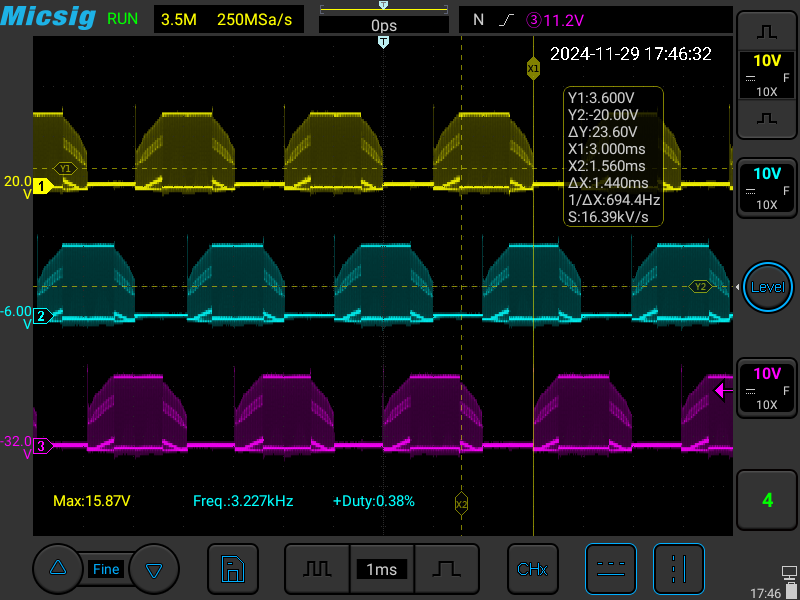 Micsig RUN 3.5M 250MSa/s 0ps N ③ 11.2V
T
T
2024-11-29 17:46:32
X1
Y1:3.600V
Y2:-20.00V
ΔY:23.60V
X1:3.000ms
X2:1.560ms
ΔX:1.440ms
1/ΔX:694.4Hz
S:16.39kV/s
Y1
20.0
V
1
Y2
-6.00
V
2
-32.0
V
3
Max:15.87V Freq.:3.227kHz +Duty:0.38%
X2
10V
F
10X
10V
F
10X
Level
10V
F
10X
4
Fine
1ms
CHx
17:46